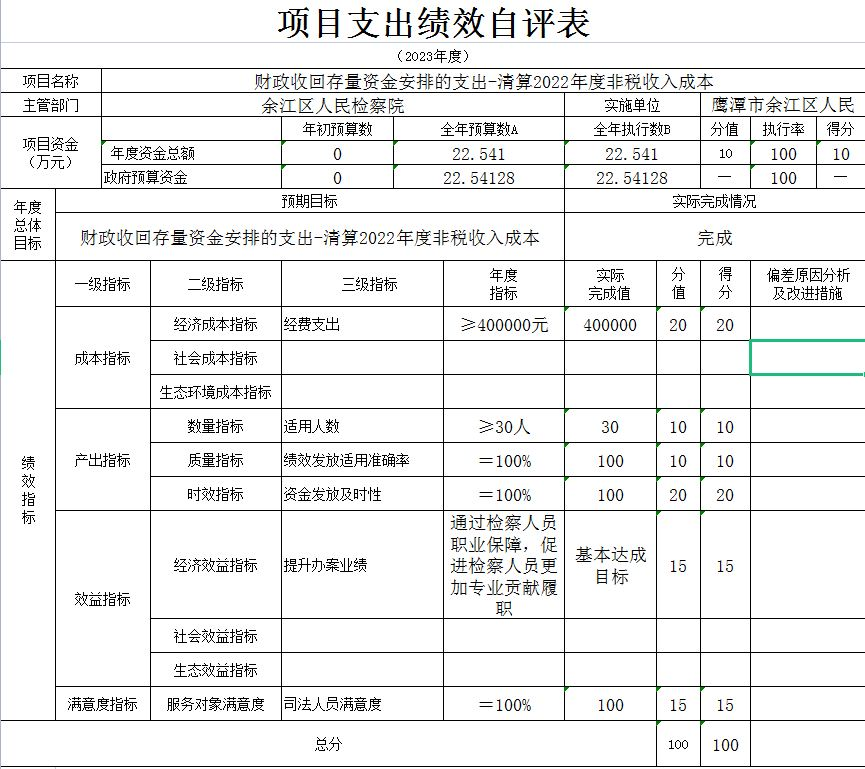 项目支出绩效自评表
（2023年度）
项目名称 财政收回存量资金安排的支出-清算2022年度非税收入成本
主管部门 余江区人民检察院 实施单位 鹰潭市余江区人民
项目资金
（万元）
年初预算数 全年预算数A 全年执行数B 分值 执行率 得分
年度资金总额 0 22.541 22.541 10 100 10
政府预算资金 0 22.54128 22.54128 — 100 —
年度
总体
目标
预期目标 实际完成情况
财政收回存量资金安排的支出-清算2022年度非税收入成本 完成
绩
效
指
标
一级指标 二级指标 三级指标 年度
指标
实际
完成值
分
值
得
分
偏差原因分析
及改进措施
成本指标
经济成本指标 经费支出 ≥400000元 400000 20 20
社会成本指标
生态环境成本指标
产出指标
数量指标 适用人数 ≥30人 30 10 10
质量指标 绩效发放适用准确率 ＝100% 100 10 10
时效指标 资金发放及时性 ＝100% 100 20 20
效益指标
经济效益指标 提升办案业绩 通过检察人员
职业保障，促
进检察人员更
加专业贡献履
职
基本达成
目标
15 15
社会效益指标
生态效益指标
满意度指标 服务对象满意度 司法人员满意度 ＝100% 100 15 15
总分 100 100